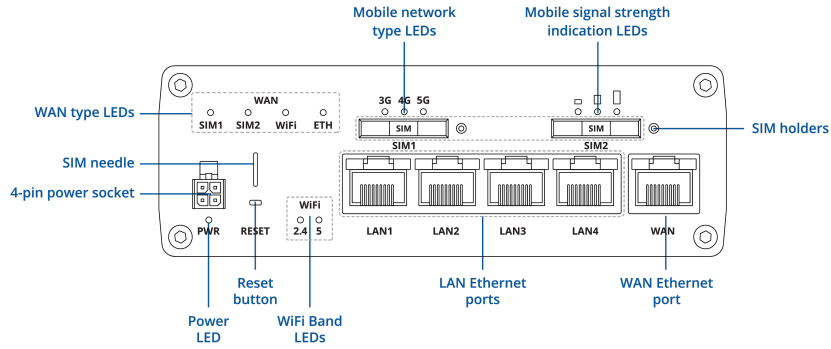 Mobile network
type LEDs
Mobile signal strength
indication LEDs
WAN type LEDs
WAN
SIM1 SIM2 WiFi ETH
3G 4G 5G
SIM
SIM1
SIM
SIM2
SIM holders
SIM needle
4-pin power socket
PWR
RESET
WiFi
2.4 5
LAN1 LAN2 LAN3 LAN4 WAN
Reset
button
LAN Ethernet
ports
WAN Ethernet
port
Power
LED
WiFi Band
LEDs